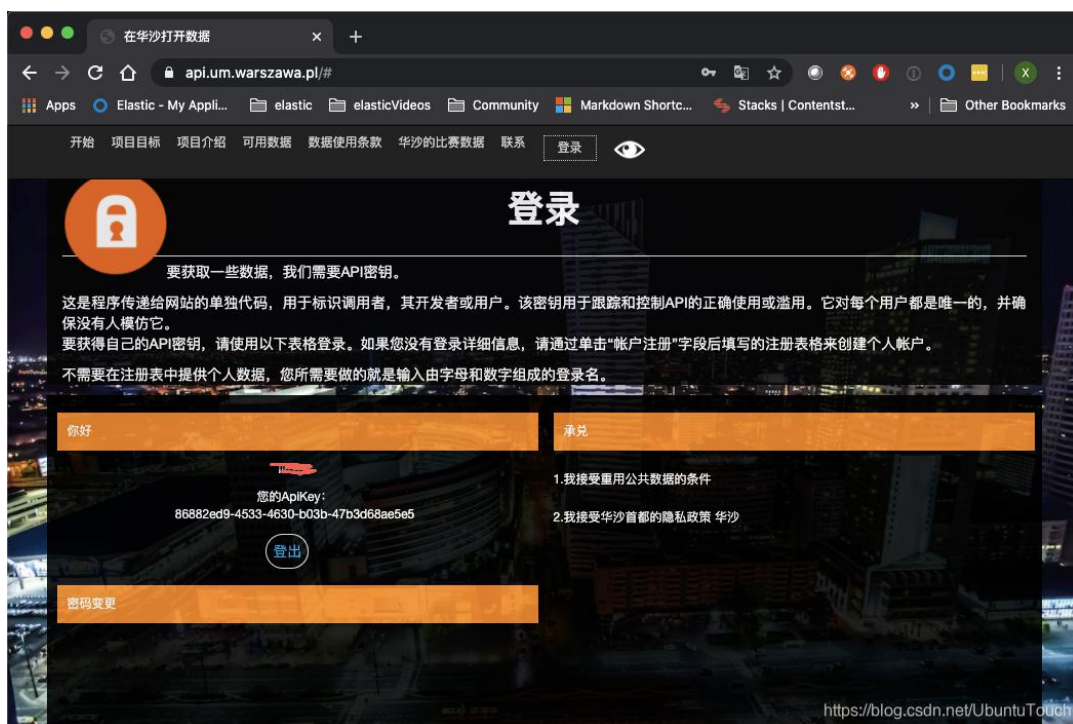 在华沙打开数据
api.um.warszawa.pl/#
Apps Elastic - My Appli... elastic elasticVideos Community Markdown Shortc... Stacks | Contentst... » Other Bookmarks
开始 项目目标 项目介绍 可用数据 数据使用条款 华沙的比赛数据 联系 登录
登录
要获取一些数据，我们需要API密钥。
这是程序传递给网站的单独代码，用于标识调用者，其开发者或用户。该密钥用于跟踪和控制API的正确使用或滥用。它对每个用户都是唯一的，并确
保没有人模仿它。
要获得自己的API密钥，请使用以下表格登录。如果您没有登录详细信息，请通过单击“帐户注册”字段后填写的注册表格来创建个人帐户。
不需要在注册表中提供个人数据，您所需要做的就是输入由字母和数字组成的登录名。
你好
您的ApiKey：
86882ed9-4533-4630-b03b-47b3d68ae5e5
登出
密码变更
承兑
1.我接受重用公共数据的条件
2.我接受华沙首都的隐私政策 华沙
https://blog.csdn.net/UbuntuTouch